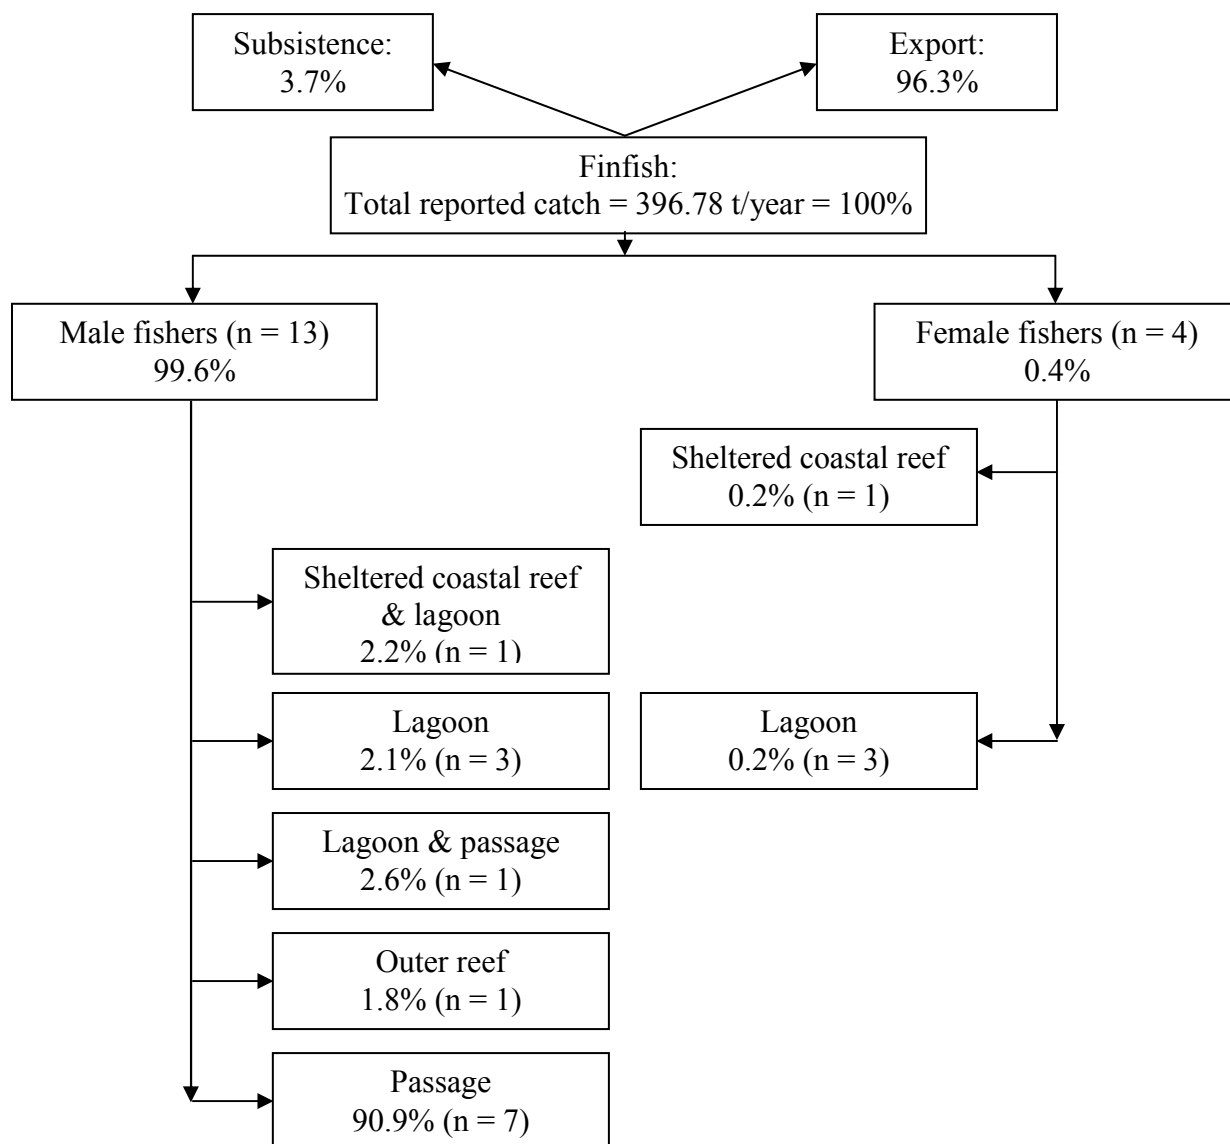 Subsistence:
3.7%
Export:
96.3%
Finfish:
Total reported catch = 396.78 t/year = 100%
Male fishers (n = 13)
99.6%
Female fishers (n = 4)
0.4%
Sheltered coastal reef
0.2% (n = 1)
Sheltered coastal reef
& lagoon
2.2% (n = 1)
Lagoon
2.1% (n = 3)
Lagoon
0.2% (n = 3)
Lagoon & passage
2.6% (n = 1)
Outer reef
1.8% (n = 1)
Passage
90.9% (n = 7)